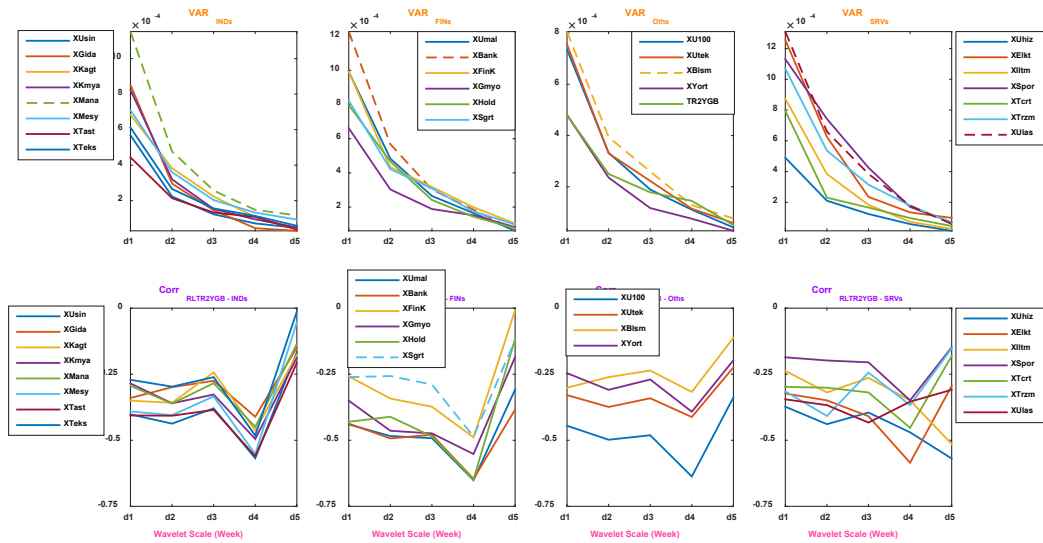 VAR
INDs
× 10 -4
10
8
6
4
2
XUsin
XGida
XKagt
XKmya
XMana
XMesy
XTast
XTeks
VAR
FINs
× 10 -4
12
10
8
6
4
2
XUmal
XBank
XFinK
XGmyo
XHold
XSgrt
VAR
Oths
× 10 -4
8
6
4
2
XU100
XUtek
XBlsm
XYort
TR2YGB
VAR
SRVs
× 10 -4
12
10
8
6
4
2
XUhiz
XElkt
XIltm
XSpor
XTcrt
XTrzm
XUlas
d1 d2 d3 d4 d5
d1 d2 d3 d4 d5
d1 d2 d3 d4 d5
d1 d2 d3 d4 d5
Corr
RLTR2YGB - INDs
0
-0.25
-0.5
-0.75
XUsin
XGida
XKagt
XKmya
XMana
XMesy
XTast
XTeks
d1 d2 d3 d4 d5
Wavelet Scale (Week)
- FINs
0
-0.25
-0.5
-0.75
XUmal
XBank
XFinK
XGmyo
XHold
XSgrt
d1 d2 d3 d4 d5
Wavelet Scale (Week)
Corr
- Oths
0
-0.25
-0.5
-0.75
XU100
XUtek
XBlsm
XYort
d1 d2 d3 d4 d5
Wavelet Scale (Week)
Corr
RLTR2YGB - SRVs
0
-0.25
-0.5
-0.75
XUhiz
XElkt
XIltm
XSpor
XTcrt
XTrzm
XUlas
d1 d2 d3 d4 d5
Wavelet Scale (Week)